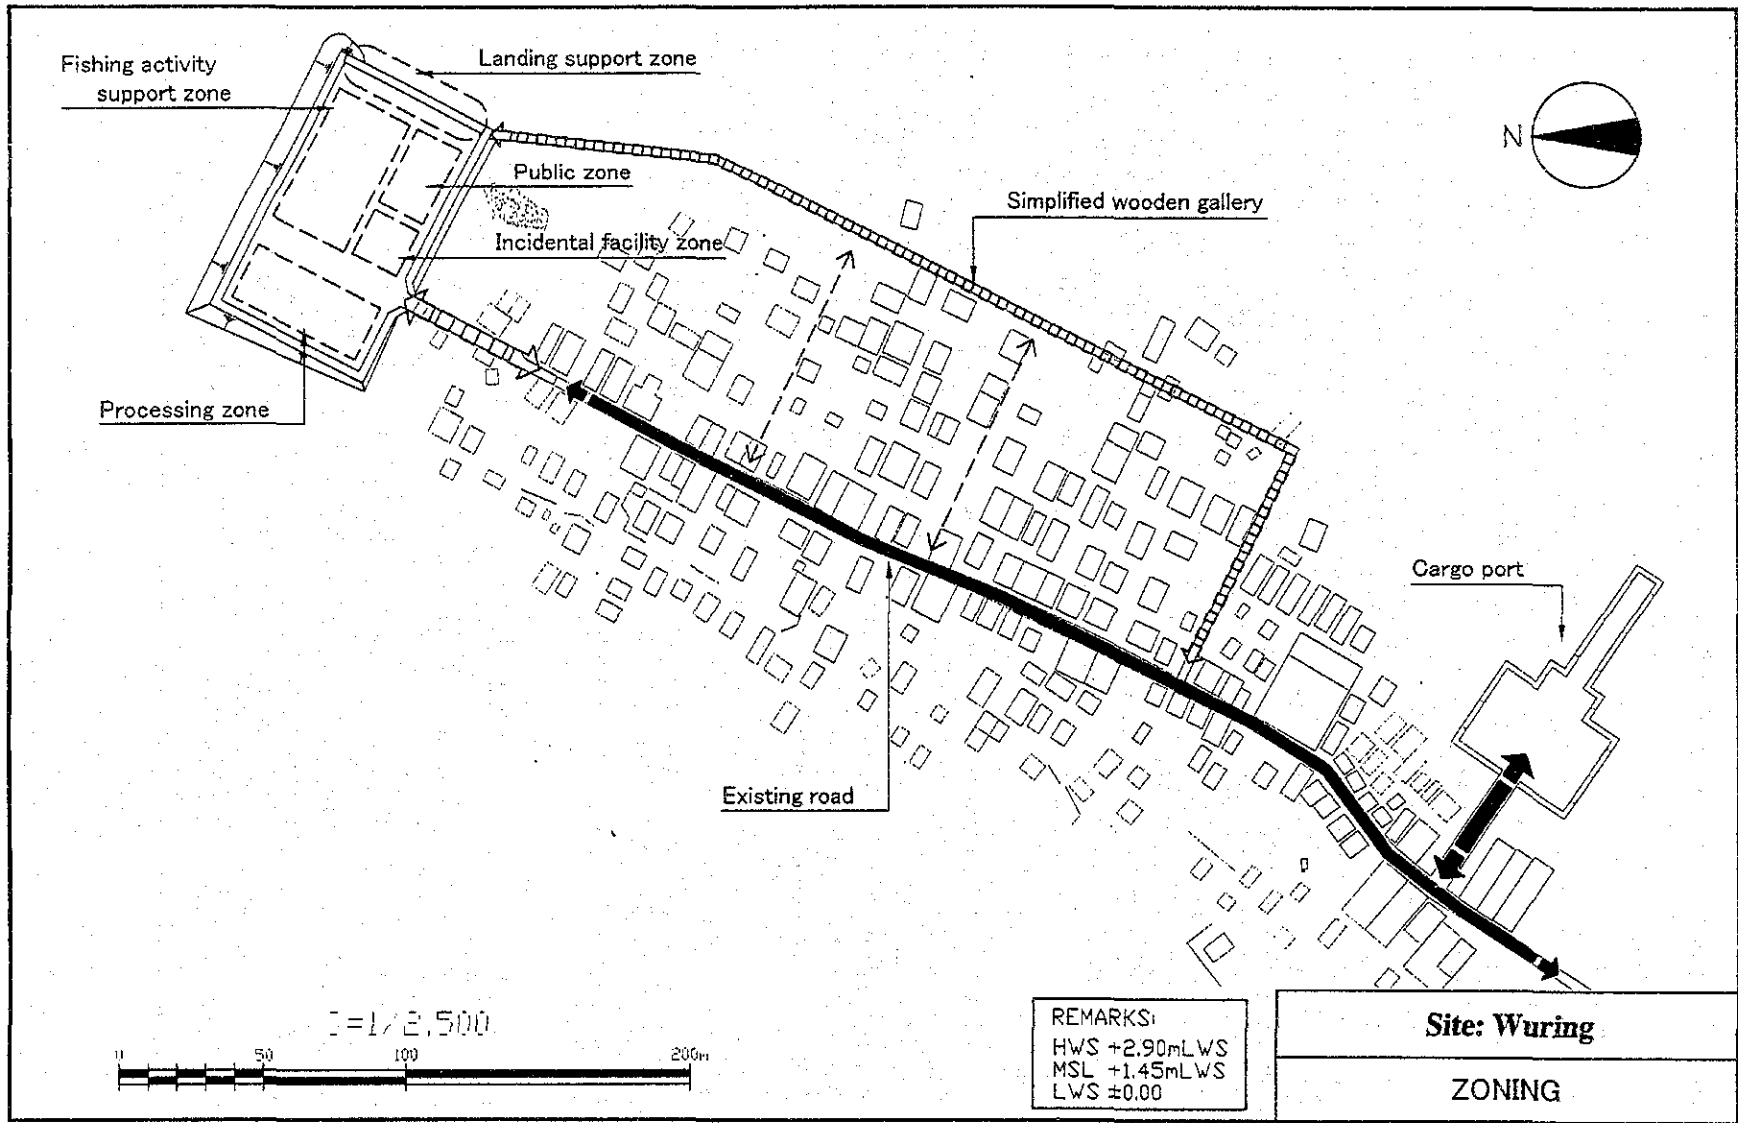 Landing support zone
Fishing activity
support zone
N
Public zone
Simplified wooden gallery
Incidental facility zone
Processing zone
Cargo port
Existing road
=1/2,500
0 50 100 200m
REMARKS:
HWS +2.90mLWS
MSL +1.45mLWS
LWS ±0.00
Site: Wuring
ZONING